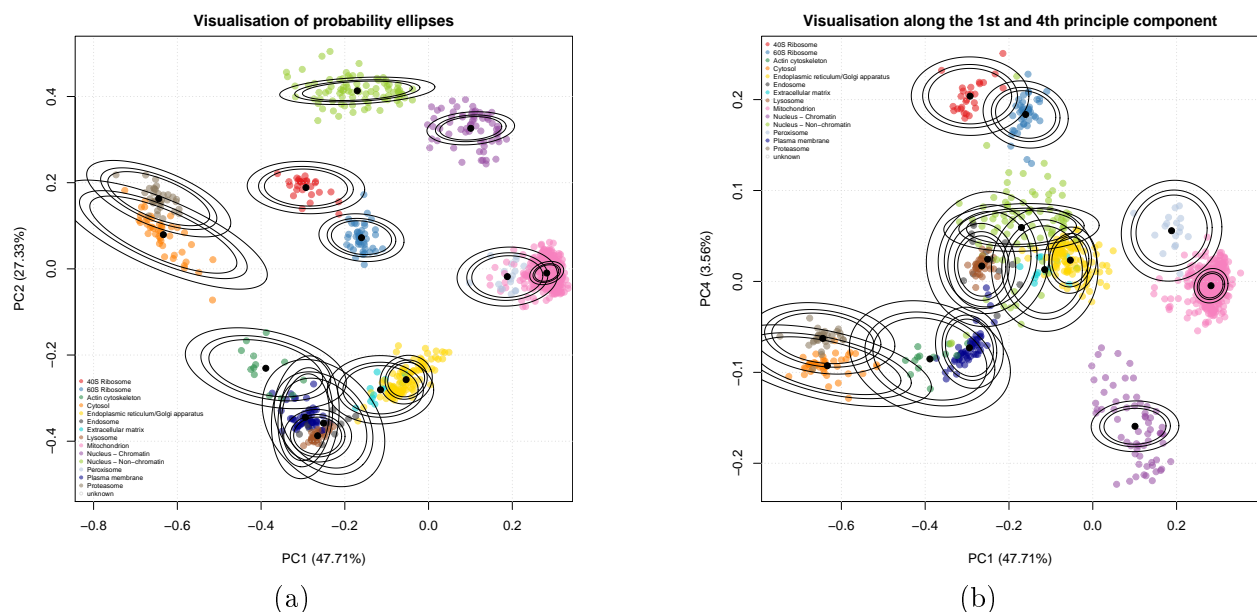 Visualisation of probability ellipses
PC2 (27.33%)
0.4
0.2
0.0
−0.2
−0.4
40S Ribosome
60S Ribosome
Actin cytoskeleton
Cytosol
Endoplasmic reticulum/Golgi apparatus
Endosome
Extracellular matrix
Lysosome
Mitochondrion
Nucleus − Chromatin
Nucleus − Non−chromatin
Peroxisome
Plasma membrane
Proteasome
unknown
−0.8 −0.6 −0.4 −0.2 0.0 0.2
PC1 (47.71%)
(a)
Visualisation along the 1st and 4th principle component
40S Ribosome
60S Ribosome
Actin cytoskeleton
Cytosol
Endoplasmic reticulum/Golgi apparatus
Endosome
Extracellular matrix
Lysosome
Mitochondrion
Nucleus − Chromatin
Nucleus − Non−chromatin
Peroxisome
Plasma membrane
Proteasome
unknown
PC4 (3.56%)
0.2
0.1
0.0
−0.1
−0.2
−0.6 −0.4 −0.2 0.0 0.2
PC1 (47.71%)
(b)